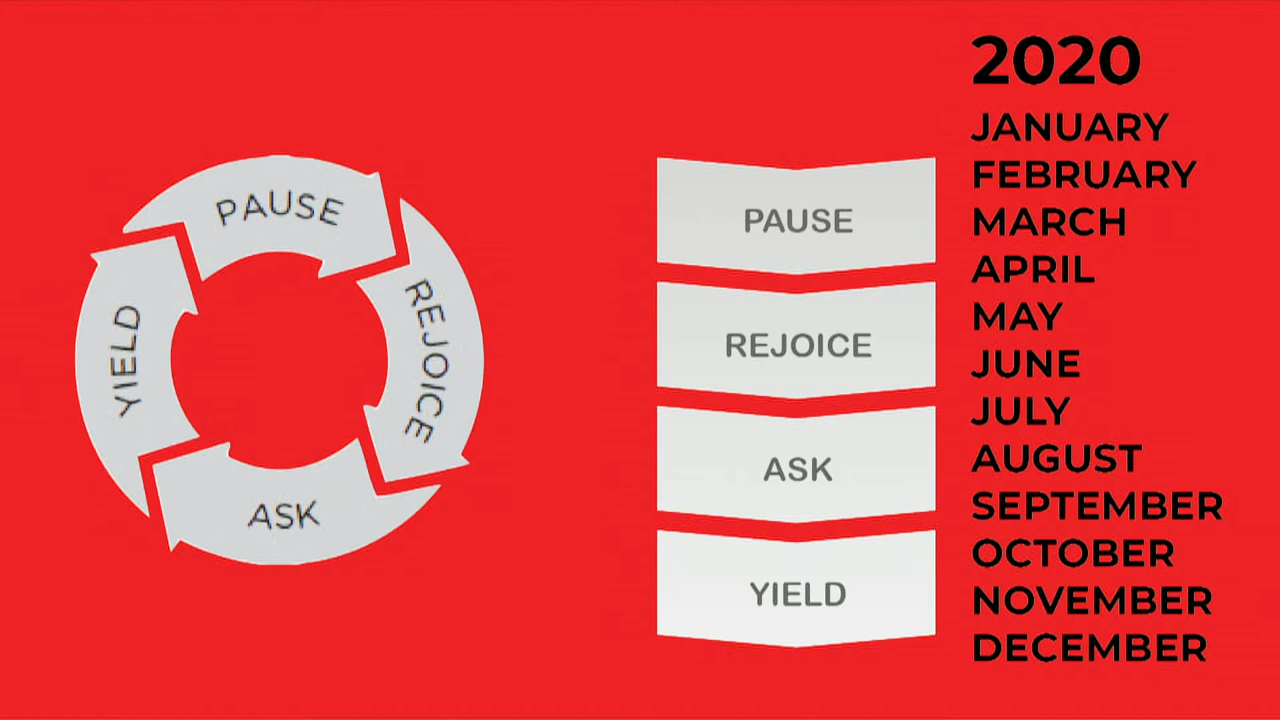 PAUSE
REJOICE
ASK
YIELD
PAUSE
REJOICE
ASK
YIELD
2020
JANUARY
FEBRUARY
MARCH
APRIL
MAY
JUNE
JULY
AUGUST
SEPTEMBER
OCTOBER
NOVEMBER
DECEMBER